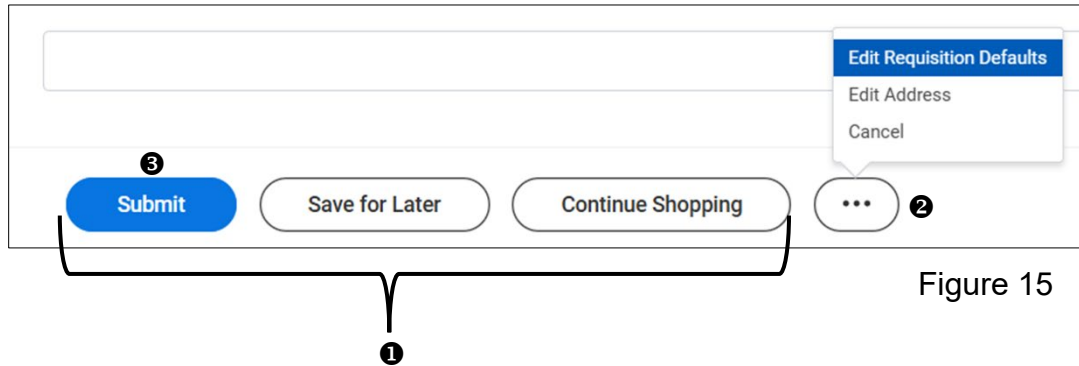 Edit Requisition Defaults
Edit Address
Cancel
❸
Submit Save for Later Continue Shopping ••• ❷
Figure 15
❶